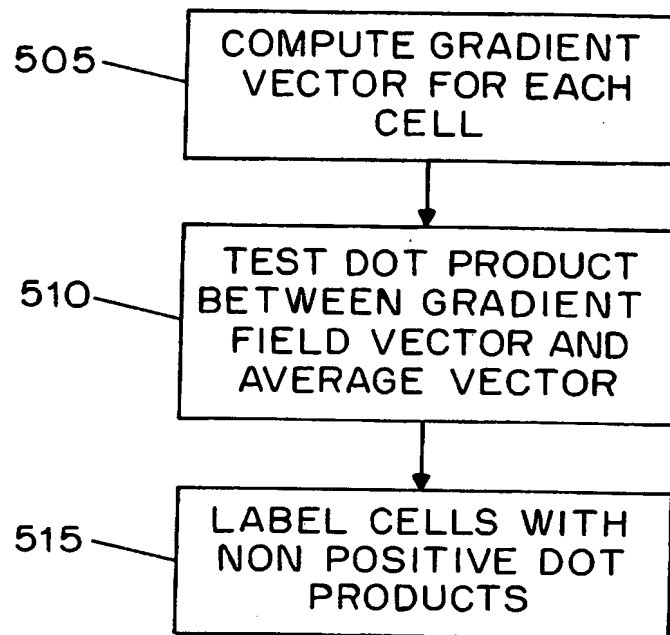 505
COMPUTE GRADIENT
VECTOR FOR EACH
CELL
510
TEST DOT PRODUCT
BETWEEN GRADIENT
FIELD VECTOR AND
AVERAGE VECTOR
515
LABEL CELLS WITH
NON POSITIVE DOT
PRODUCTS